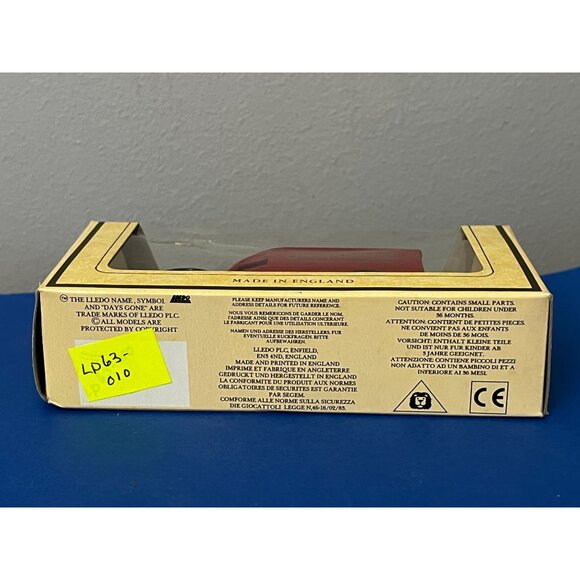 MADE IN ENGLAND
™ THE LLEDO NAME, SYMBOL
AND "DAYS GONE" ARE
TRADE MARKS OF LLEDO PLC.
© ALL MODELS ARE
PROTECTED BY COPYRIGHT
LD63-
010
PLEASE KEEP MANUFACTURERS NAME AND
ADDRESS DETAILS FOR FUTURE REFERENCE.
NOUS VOUS REMERCIONS DE GARDER LE NOM,
l'ADRESSE AINSI QUE DES DETAILS CONCERANT
LE FABRICANT POUR UNE UTILISATION ULTERIEURE.
NAMEN UND ADRESSE DES HERSTELLERS FUR
EVENTUELLE RUCKFRAGEN. BITTE
AUFREWAHREN
LLEDO PLC, ENFIELD,
EN3 4ND, ENGLAND
MADE AND PRINTED IN ENGLAND
IMPRIME ET FABRIQUE EN ANGLETERRE
GEDRUCKT UND HERGESTELLT IN ENGLAND
LA CONFORMITE DU PRODUIT AUX NORMES
OBLIGATOIRES DE SECURITES EST GARANTIE
PAR SEGEM.
CONFORME ALLE NORME SULLA SICUREZZA
DIE GIOCATTOLI LEGGE N,46-18/02/83.
CAUTION: CONTAINS SMALL PARTS.
NOT SUITABLE FOR CHILDREN UNDER
36 MONTHS.
ATTENTION: CONTIENT DE PETITES PIECES.
NE CONVIENT PAS AUX ENFANTS
DE MOINS DE 36 MOIS.
VORSICHT: ENTHALT KLEINE TEILE
UND IST NUR FUR KINDER AB
3 JAHRE GEEIGNET.
ATTENZIONE: CONTIENE PICCOLI PEZZI
NON ADATTO AD UN BAMBINO DI ET A
INFERIORE AI 36 MESI.
CE